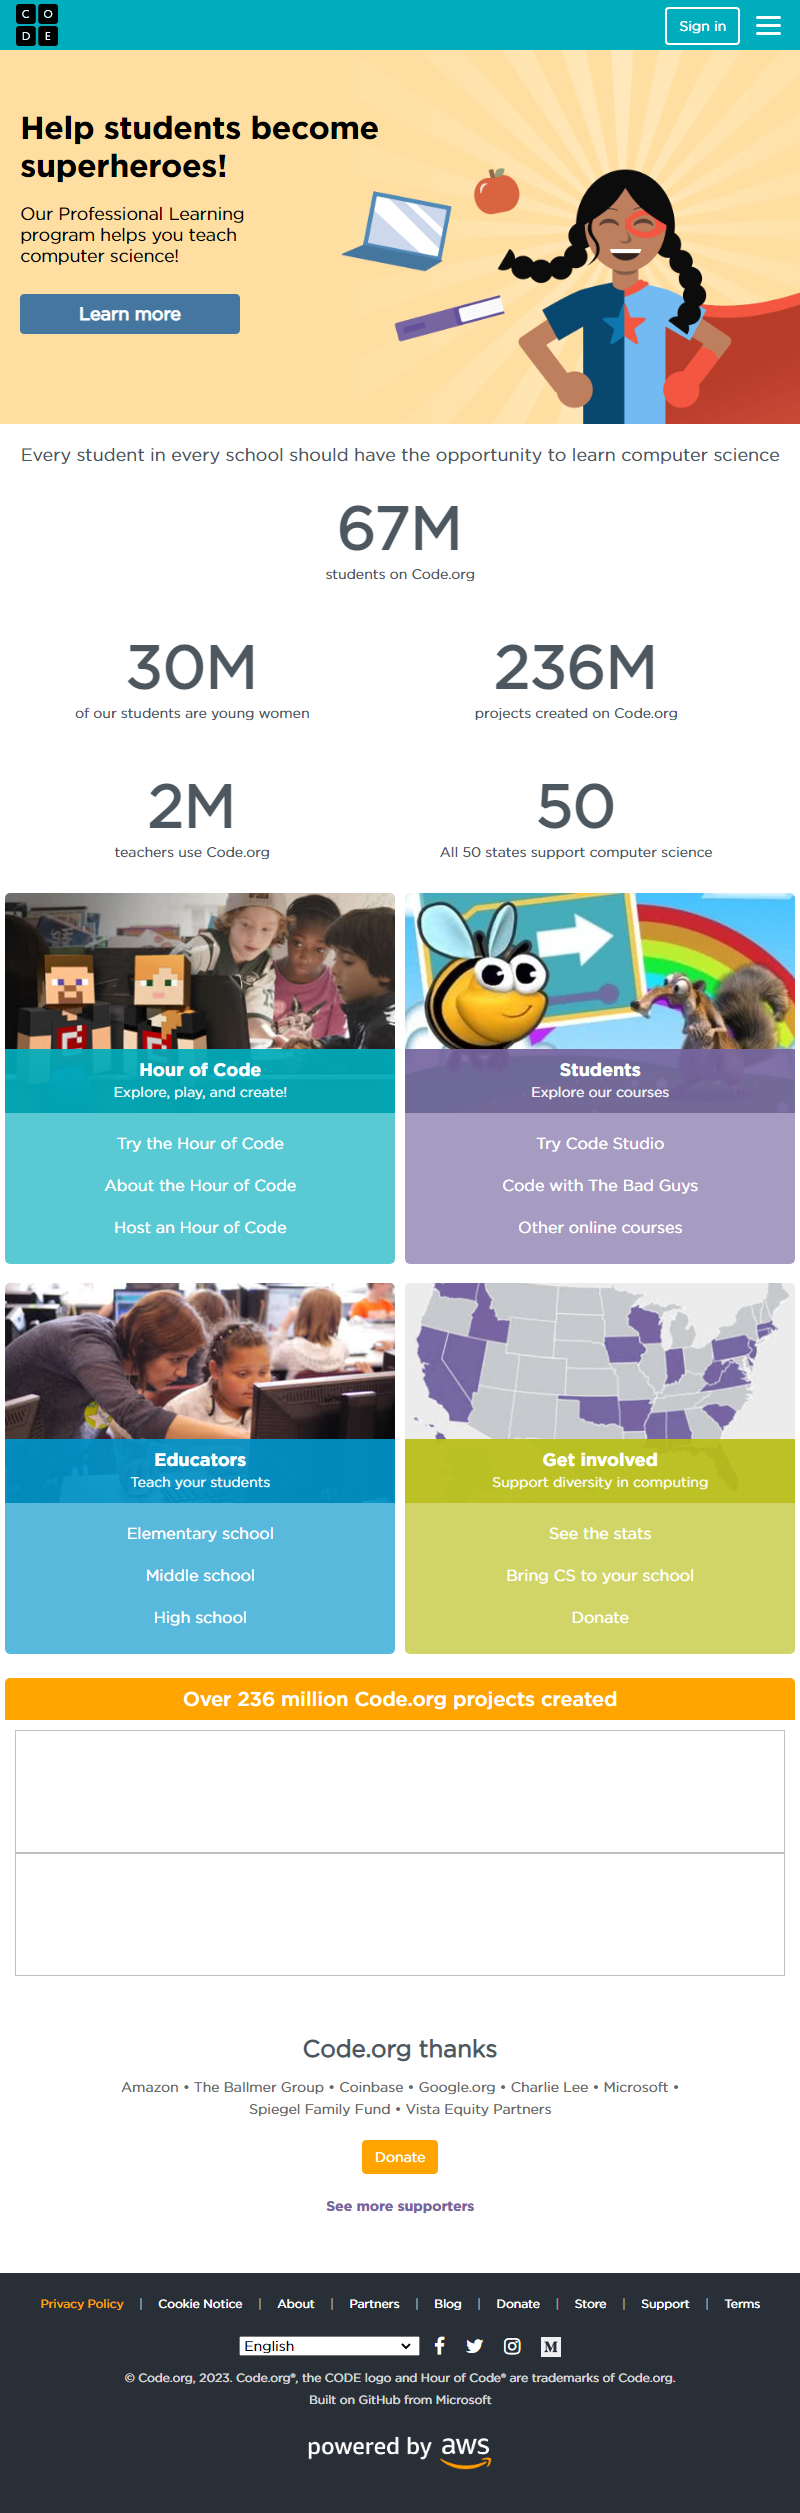 CODE
Sign in
Help students become
superheroes!
Our Professional Learning
program helps you teach
computer science!
Learn more
Every student in every school should have the opportunity to learn computer science
67M
students on Code.org
30M
of our students are young women
236M
projects created on Code.org
2M
teachers use Code.org
50
All 50 states support computer science
Hour of Code
Explore, play, and create!
Try the Hour of Code
About the Hour of Code
Host an Hour of Code
Students
Explore our courses
Try Code Studio
Code with The Bad Guys
Other online courses
Educators
Teach your students
Elementary school
Middle school
High school
Get involved
Support diversity in computing
See the stats
Bring CS to your school
Donate
Over 236 million Code.org projects created
Code.org thanks
Amazon • The Ballmer Group • Coinbase • Google.org • Charlie Lee • Microsoft •
Spiegel Family Fund • Vista Equity Partners
Donate
See more supporters
Privacy Policy | Cookie Notice | About | Partners | Blog | Donate | Store | Support | Terms
English
© Code.org, 2023. Code.org®, the CODE logo and Hour of Code® are trademarks of Code.org.
Built on GitHub from Microsoft
powered by aws